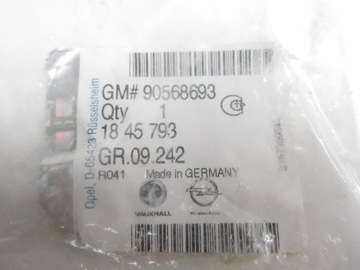 GM# 90568693
Qty 1
18 45 793
GR.09.242
RI041 Made in GERMANY
VAUXHALL
Opel, D-65423 Rüsselsheim